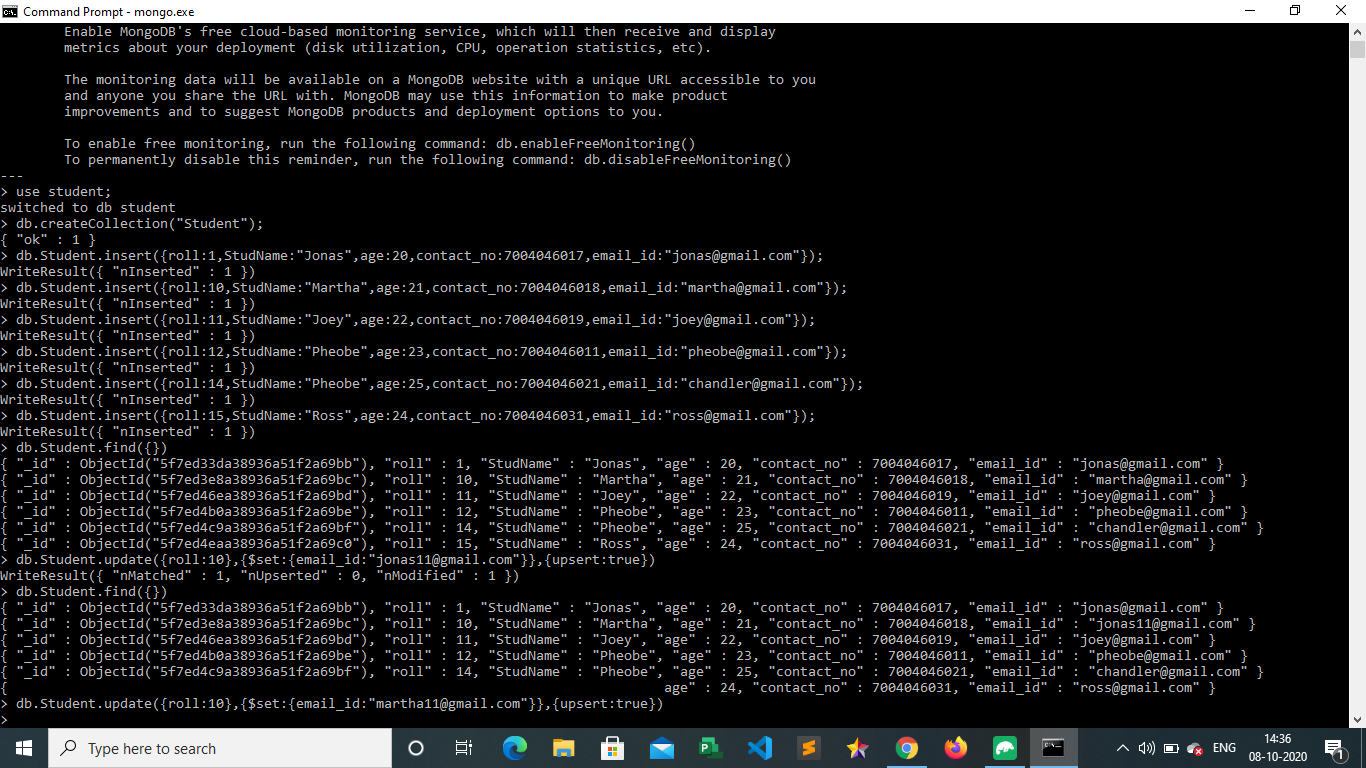 Command Prompt - mongo.exe
Enable MongoDB's free cloud-based monitoring service, which will then receive and display
metrics about your deployment (disk utilization, CPU, operation statistics, etc).
The monitoring data will be available on a MongoDB website with a unique URL accessible to you
and anyone you share the URL with. MongoDB may use this information to make product
improvements and to suggest MongoDB products and deployment options to you.
To enable free monitoring, run the following command: db.enableFreeMonitoring()
To permanently disable this reminder, run the following command: db.disableFreeMonitoring()
---
> use student;
switched to db student
> db.createCollection("Student");
{ "ok" : 1 }
> db.Student.insert({roll:1,StudName:"Jonas",age:20,contact_no:7004046017,email_id:"jonas@gmail.com"});
WriteResult({ "nInserted" : 1 })
> db.Student.insert({roll:10,StudName:"Martha",age:21,contact_no:7004046018,email_id:"martha@gmail.com"});
WriteResult({ "nInserted" : 1 })
> db.Student.insert({roll:11,StudName:"Joey",age:22,contact_no:7004046019,email_id:"joey@gmail.com"});
WriteResult({ "nInserted" : 1 })
> db.Student.insert({roll:12,StudName:"Pheobe",age:23,contact_no:7004046011,email_id:"pheobe@gmail.com"});
WriteResult({ "nInserted" : 1 })
> db.Student.insert({roll:14,StudName:"Pheobe",age:25,contact_no:7004046021,email_id:"chandler@gmail.com"});
WriteResult({ "nInserted" : 1 })
> db.Student.insert({roll:15,StudName:"Ross",age:24,contact_no:7004046031,email_id:"ross@gmail.com"});
WriteResult({ "nInserted" : 1 })
> db.Student.find({})
{ "_id" : ObjectId("5f7ed33da38936a51f2a69bb"), "roll" : 1, "StudName" : "Jonas", "age" : 20, "contact_no" : 7004046017, "email_id" : "jonas@gmail.com" }
{ "_id" : ObjectId("5f7ed3e8a38936a51f2a69bc"), "roll" : 10, "StudName" : "Martha", "age" : 21, "contact_no" : 7004046018, "email_id" : "martha@gmail.com" }
{ "_id" : ObjectId("5f7ed46ea38936a51f2a69bd"), "roll" : 11, "StudName" : "Joey", "age" : 22, "contact_no" : 7004046019, "email_id" : "joey@gmail.com" }
{ "_id" : ObjectId("5f7ed4b0a38936a51f2a69be"), "roll" : 12, "StudName" : "Pheobe", "age" : 23, "contact_no" : 7004046011, "email_id" : "pheobe@gmail.com" }
{ "_id" : ObjectId("5f7ed4c9a38936a51f2a69bf"), "roll" : 14, "StudName" : "Pheobe", "age" : 25, "contact_no" : 7004046021, "email_id" : "chandler@gmail.com" }
{ "_id" : ObjectId("5f7ed4eaa38936a51f2a69c0"), "roll" : 15, "StudName" : "Ross", "age" : 24, "contact_no" : 7004046031, "email_id" : "ross@gmail.com" }
> db.Student.update({roll:10},{$set:{email_id:"jonas11@gmail.com"}},{upsert:true})
WriteResult({ "nMatched" : 1, "nUpserted" : 0, "nModified" : 1 })
> db.Student.find({})
{ "_id" : ObjectId("5f7ed33da38936a51f2a69bb"), "roll" : 1, "StudName" : "Jonas", "age" : 20, "contact_no" : 7004046017, "email_id" : "jonas@gmail.com" }
{ "_id" : ObjectId("5f7ed3e8a38936a51f2a69bc"), "roll" : 10, "StudName" : "Martha", "age" : 21, "contact_no" : 7004046018, "email_id" : "jonas11@gmail.com" }
{ "_id" : ObjectId("5f7ed46ea38936a51f2a69bd"), "roll" : 11, "StudName" : "Joey", "age" : 22, "contact_no" : 7004046019, "email_id" : "joey@gmail.com" }
{ "_id" : ObjectId("5f7ed4b0a38936a51f2a69be"), "roll" : 12, "StudName" : "Pheobe", "age" : 23, "contact_no" : 7004046011, "email_id" : "pheobe@gmail.com" }
{ "_id" : ObjectId("5f7ed4c9a38936a51f2a69bf"), "roll" 14, "StudName" : "Pheobe", "age" : 25, "contact_no" : 7004046021, "email_id" : "chandler@gmail.com" }
{ age" : 24, "contact_no" : 7004046031, "email_id" : "ross@gmail.com" }
> db.Student.update({roll:10},{$set:{email_id:"martha11@gmail.com"}},{upsert:true})
>
Type here to search
ENG
14:36
08-10-2020
1